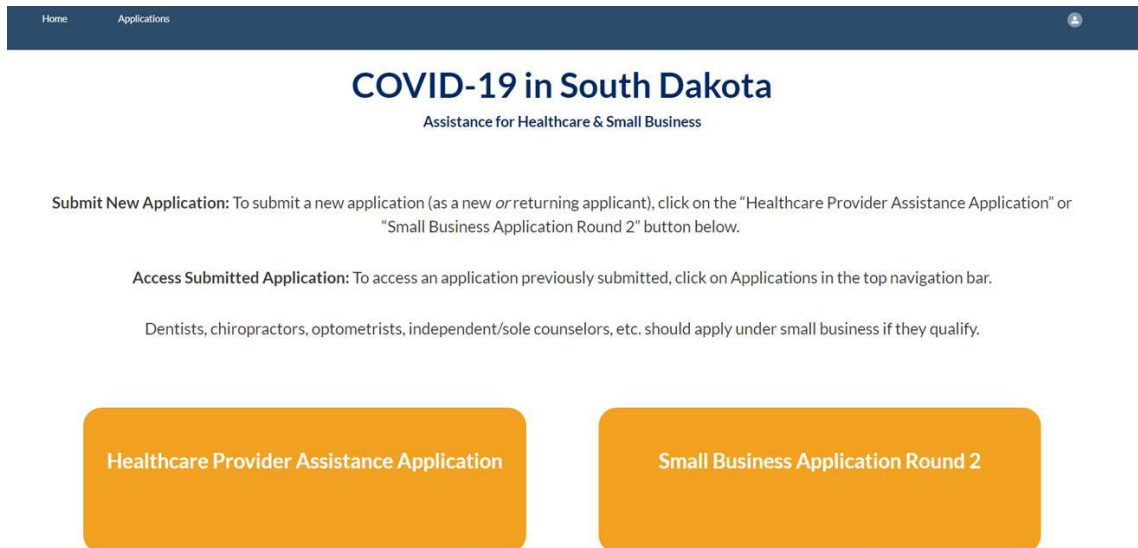 Home Applications
COVID-19 in South Dakota
Assistance for Healthcare & Small Business
Submit New Application: To submit a new application (as a new or returning applicant), click on the “Healthcare Provider Assistance Application” or
“Small Business Application Round 2” button below.
Access Submitted Application: To access an application previously submitted, click on Applications in the top navigation bar.
Dentists, chiropractors, optometrists, independent/sole counselors, etc. should apply under small business if they qualify.
Healthcare Provider Assistance Application
Small Business Application Round 2